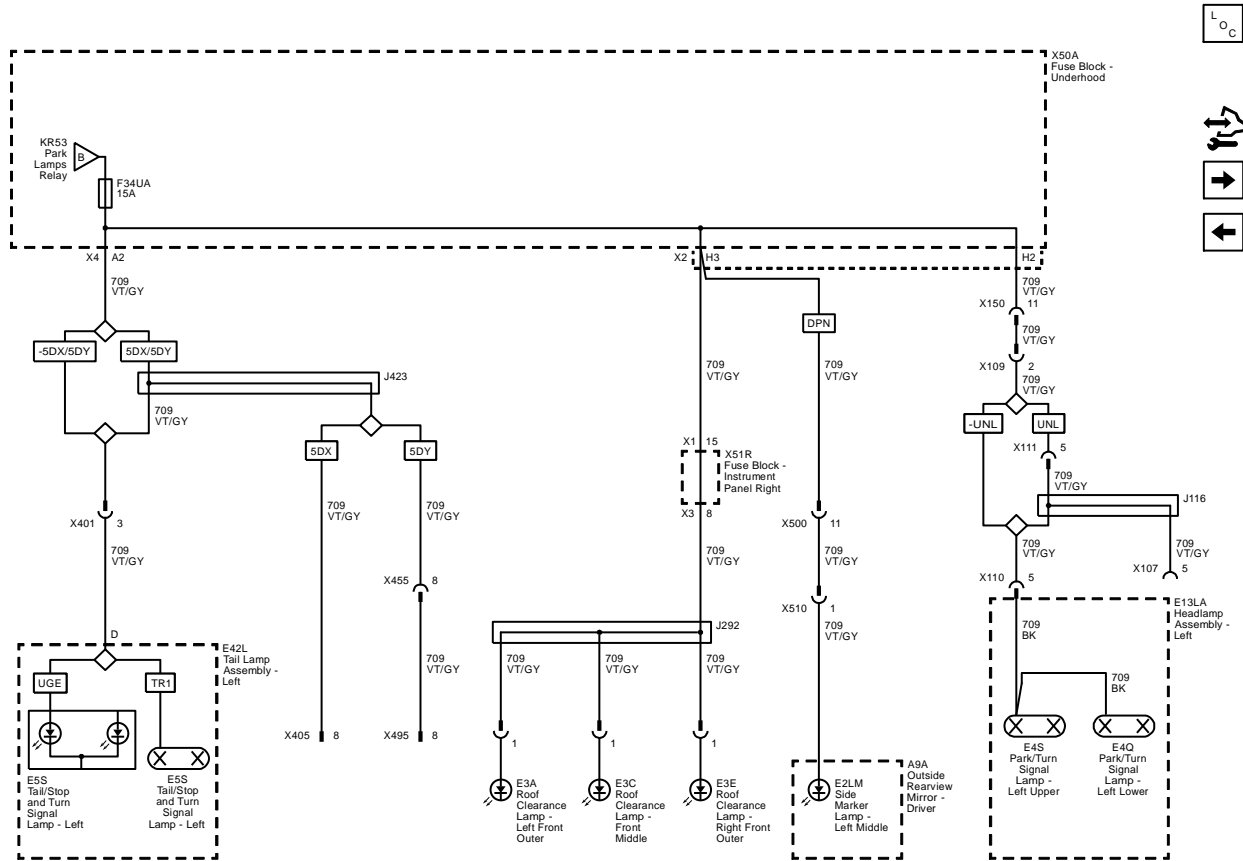 L
O
C
X50A
Fuse Block -
Underhood
KR53
Park
Lamps
Relay
B
F34UA
15A
X4 A2
X2 H3
H2
709
VT/GY
709
VT/GY
X150 11
709
VT/GY
X109 2
709
VT/GY
DPN
-5DX/5DY
5DX/5DY
J423
709
VT/GY
709
VT/GY
709
VT/GY
-UNL
UNL
X111 5
709
VT/GY
5DX
5DY
X1 15
X51R
Fuse Block -
Instrument
Panel Right
X3 8
J116
X401 3
709
VT/GY
709
VT/GY
X500 11
709
VT/GY
709
VT/GY
709
VT/GY
709
VT/GY
709
VT/GY
X455 8
X510 1
X110 5
X107 5
E13LA
Headlamp
Assembly -
Left
D
J292
709
VT/GY
709
BK
E42L
Tail Lamp
Assembly -
Left
709
VT/GY
709
VT/GY
709
VT/GY
709
VT/GY
709
BK
UGE
TR1
X405 8
X495 8
1
1
1
E4S
Park/Turn
Signal
Lamp -
Left Upper
E4Q
Park/Turn
Signal
Lamp -
Left Lower
A9A
Outside
Rearview
Mirror -
Driver
E5S
Tail/Stop
and Turn
Signal
Lamp - Left
E5S
Tail/Stop
and Turn
Signal
Lamp - Left
E3A
Roof
Clearance
Lamp -
Left Front
Outer
E3C
Roof
Clearance
Lamp -
Front
Middle
E3E
Roof
Clearance
Lamp -
Right Front
Outer
E2LM
Side
Marker
Lamp -
Left Middle